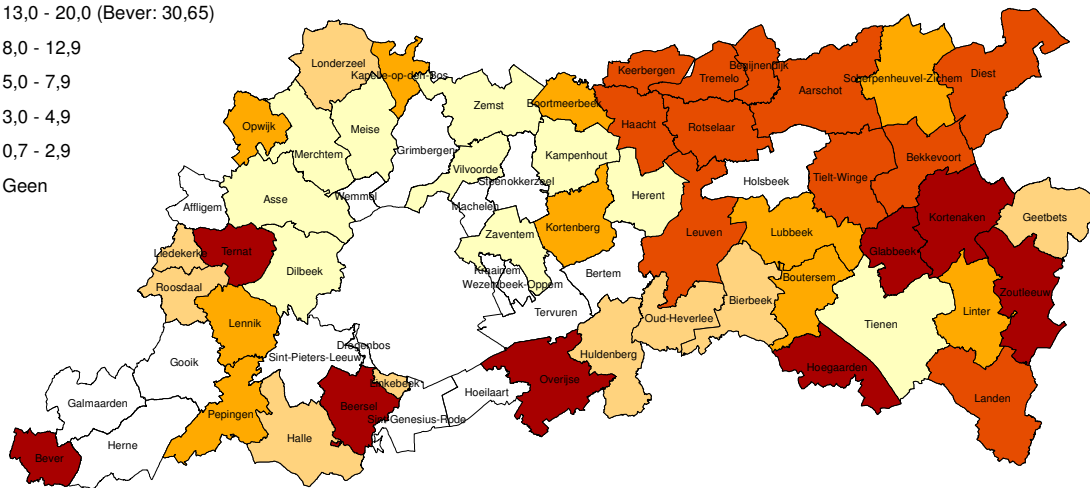 13,0 - 20,0 (Bever: 30,65)
8,0 - 12,9
5,0 - 7,9
3,0 - 4,9
0,7 - 2,9
Geen
Londerzeel
Kapelle-op-den-Bos
Opwijk
Merchtem
Meise
Grimbergen
Zemst
Boortmeerbeek
Keerbergen
Tremelo
Begijnendijk
Aarschot
Scherpenheuvel-Zichem
Diest
Haacht
Rotselaar
Kampenhout
Vilvoorde
Steenokkerzeel
Machelen
Wemmel
Asse
Affligem
Herent
Holsbeek
Tielt-Winge
Bekkevoort
Kortenaken
Geetbets
Glabbeek
Lubbeek
Leuven
Kortenberg
Zaventem
Kraainem
Wezembeek-Oppem
Bertem
Tervuren
Liedekerke
Ternat
Dilbeek
Roosdaal
Lennik
Gooik
Sint-Pieters-Leeuw
Drogenbos
Linkebeek
Beersel
Sint-Genesius-Rode
Hoeilaart
Overijse
Huldenberg
Oud-Heverlee
Bierbeek
Boutersem
Tienen
Hoegaarden
Linter
Zoutleeuw
Landen
Galmaarden
Herne
Bever
Pepingen
Halle